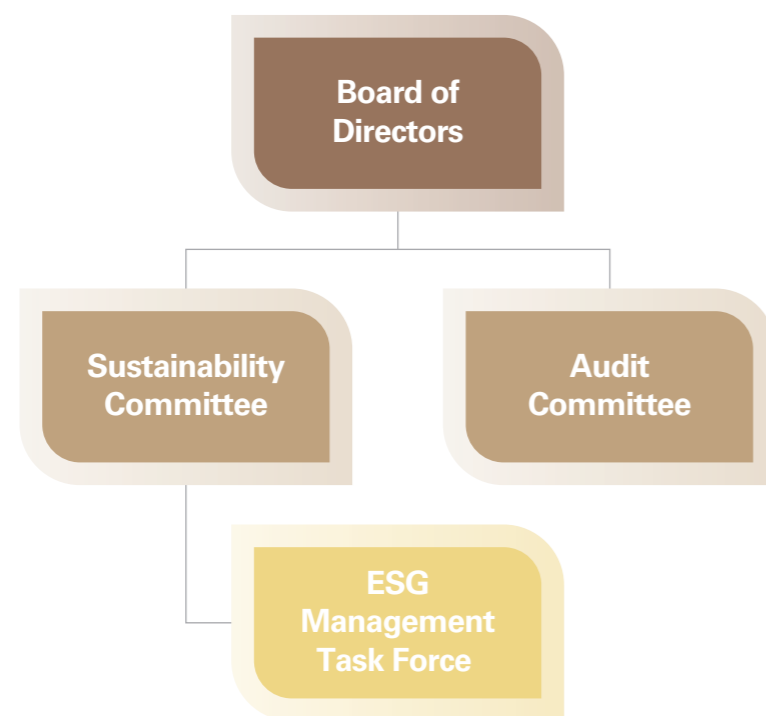 Board of
Directors
Sustainability
Committee
Audit
Committee
ESG
Management
Task Force